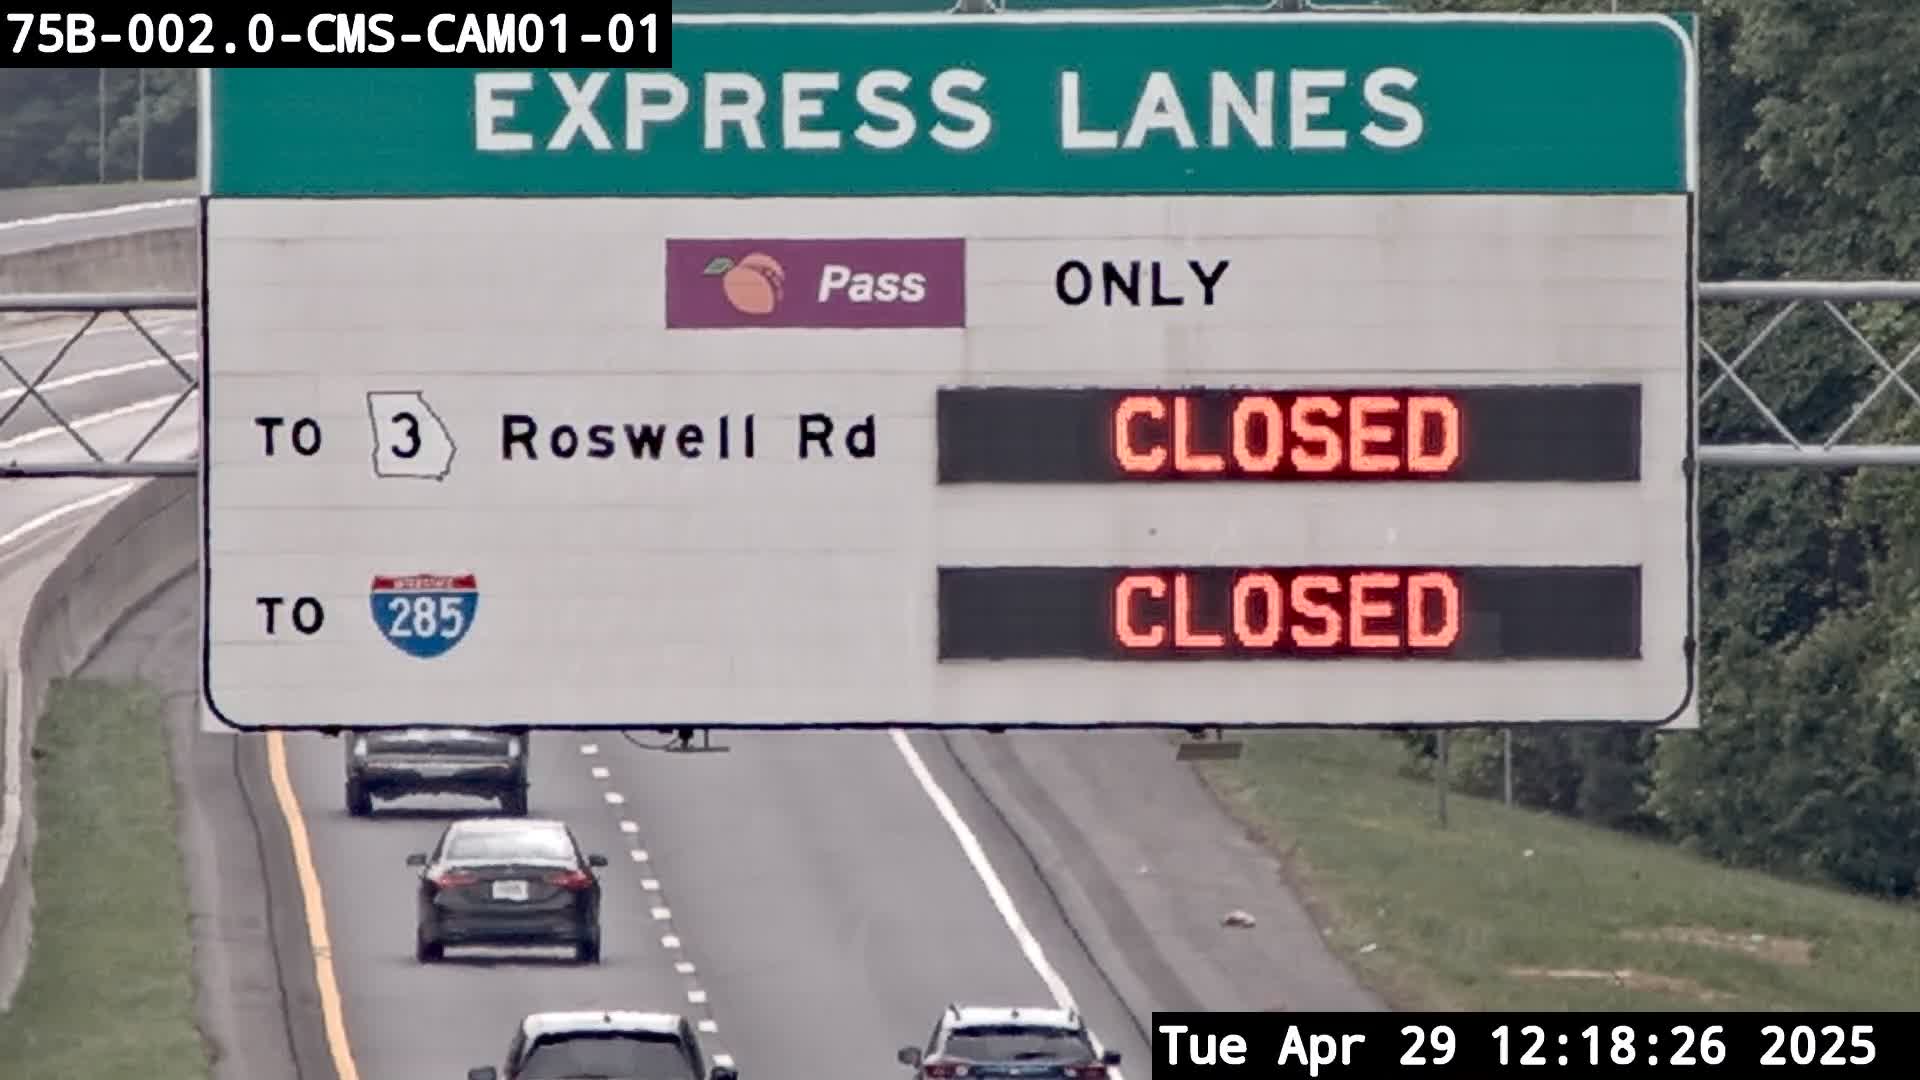 75B-002.0-CMS-CAM01-01
EXPRESS LANES
Pass ONLY
TO 3 Roswell Rd CLOSED
TO INTERSTATE 285 CLOSED
Tue Apr 29 12:18:26 2025